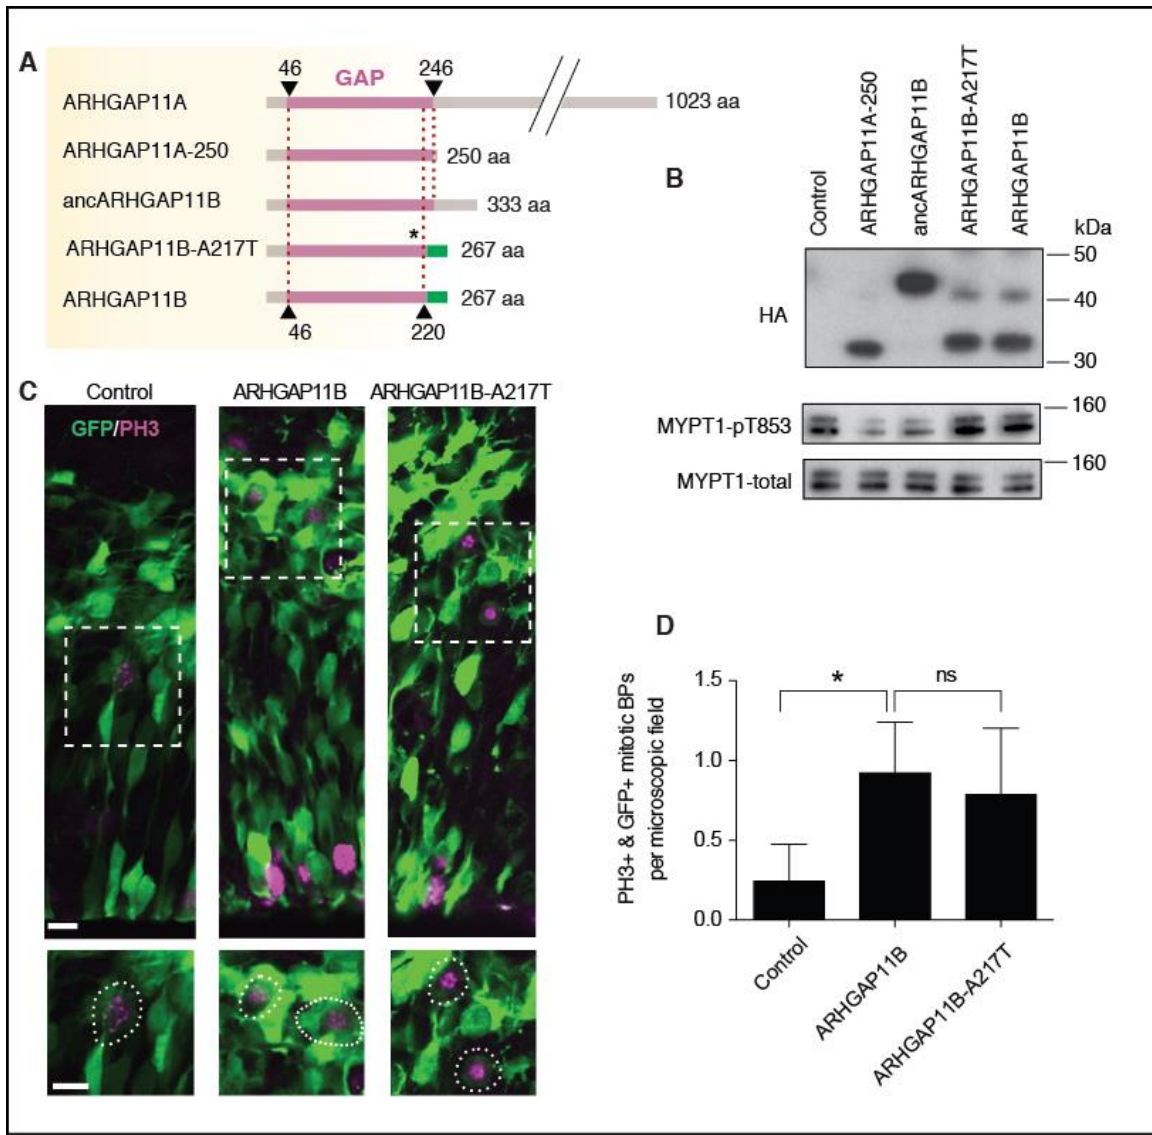 A
46
GAP
246
ARHGAP11A
1023 aa
ARHGAP11A-250
250 aa
ancARHGAP11B
333 aa
*
ARHGAP11B-A217T
267 aa
ARHGAP11B
267 aa
46
220
B
Control
ARHGAP11A-250
ancARHGAP11B
ARHGAP11B-A217T
ARHGAP11B
kDa
50
HA
40
30
MYPT1-pT853
160
MYPT1-total
160
C
Control
ARHGAP11B
ARHGAP11B-A217T
GFP/PH3
D
PH3+ & GFP+ mitotic BPs
per microscopic field
1.5
1.0
0.5
0.0
*
ns
Control
ARHGAP11B
ARHGAP11B-A217T